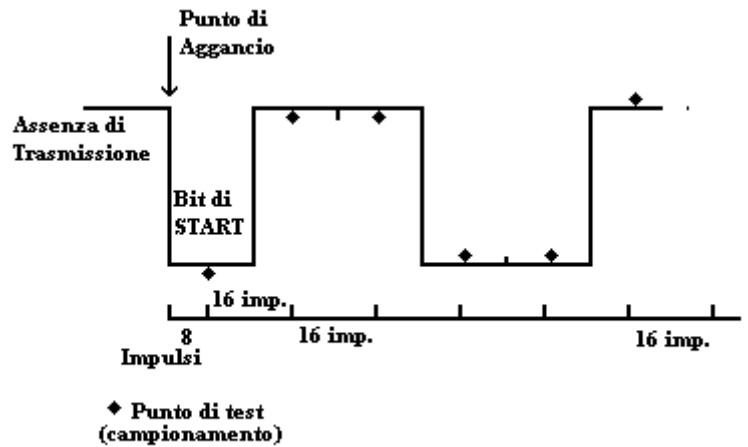 Punto di
Aggancio
Assenza di
Trasmissione
Bit di
START
16 imp.
8
Impulsi
16 imp.
16 imp.
Punto di test
(campionamento)